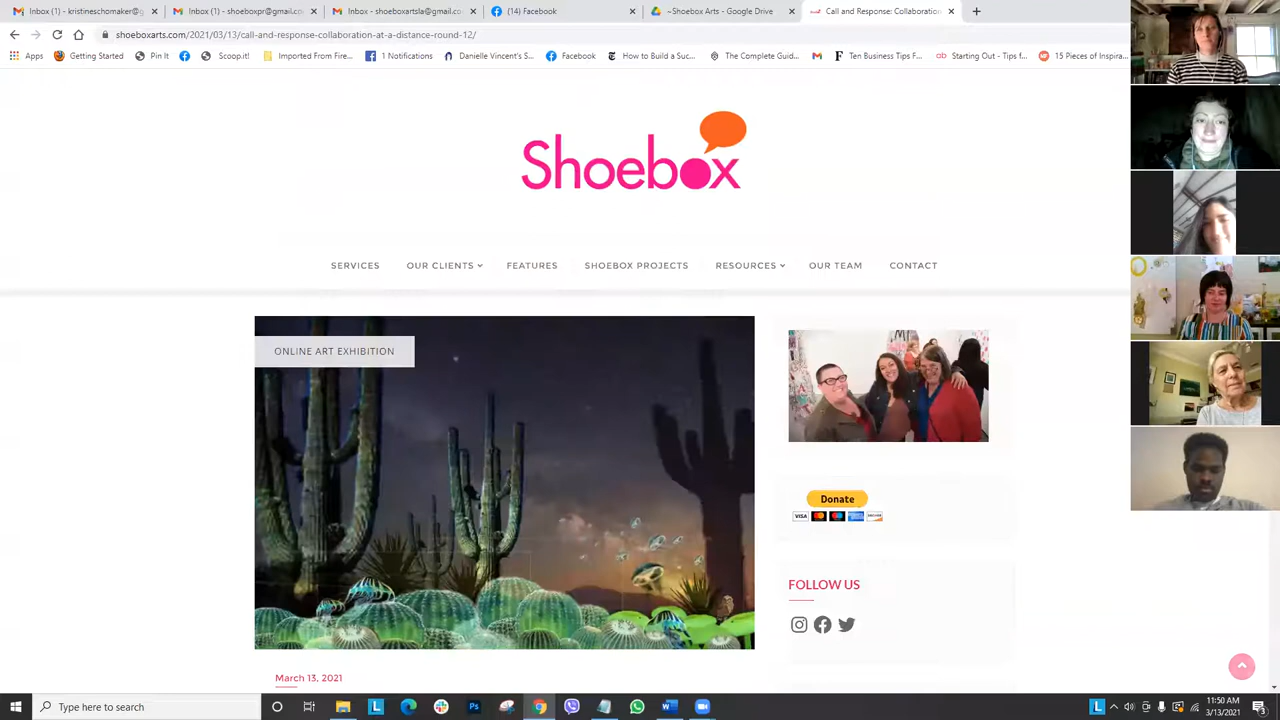 Inbox (1) - kristineschomaker@g
Inbox (1) - shoeboxpr@gmail.co
Inbox (1) - shoeboxartsla@gmail.co
(14) Facebook
~Shoebox Arts - Google Drive
Call and Response: Collaboration
shoeboxarts.com/2021/03/13/call-and-response-collaboration-at-a-distance-round-12/
Apps
Getting Started
Pin It
Scoop.it!
Imported From Fire...
1 Notifications
Danielle Vincent's S...
Facebook
How to Build a Suc...
The Complete Guid...
Ten Business Tips F...
Starting Out - Tips f...
15 Pieces of Inspira...
Shoebox
SERVICES
OUR CLIENTS
FEATURES
SHOEBOX PROJECTS
RESOURCES
OUR TEAM
CONTACT
ONLINE ART EXHIBITION
Donate
VISA
FOLLOW US
March 13, 2021
Type here to search
11:50 AM
3/13/2021